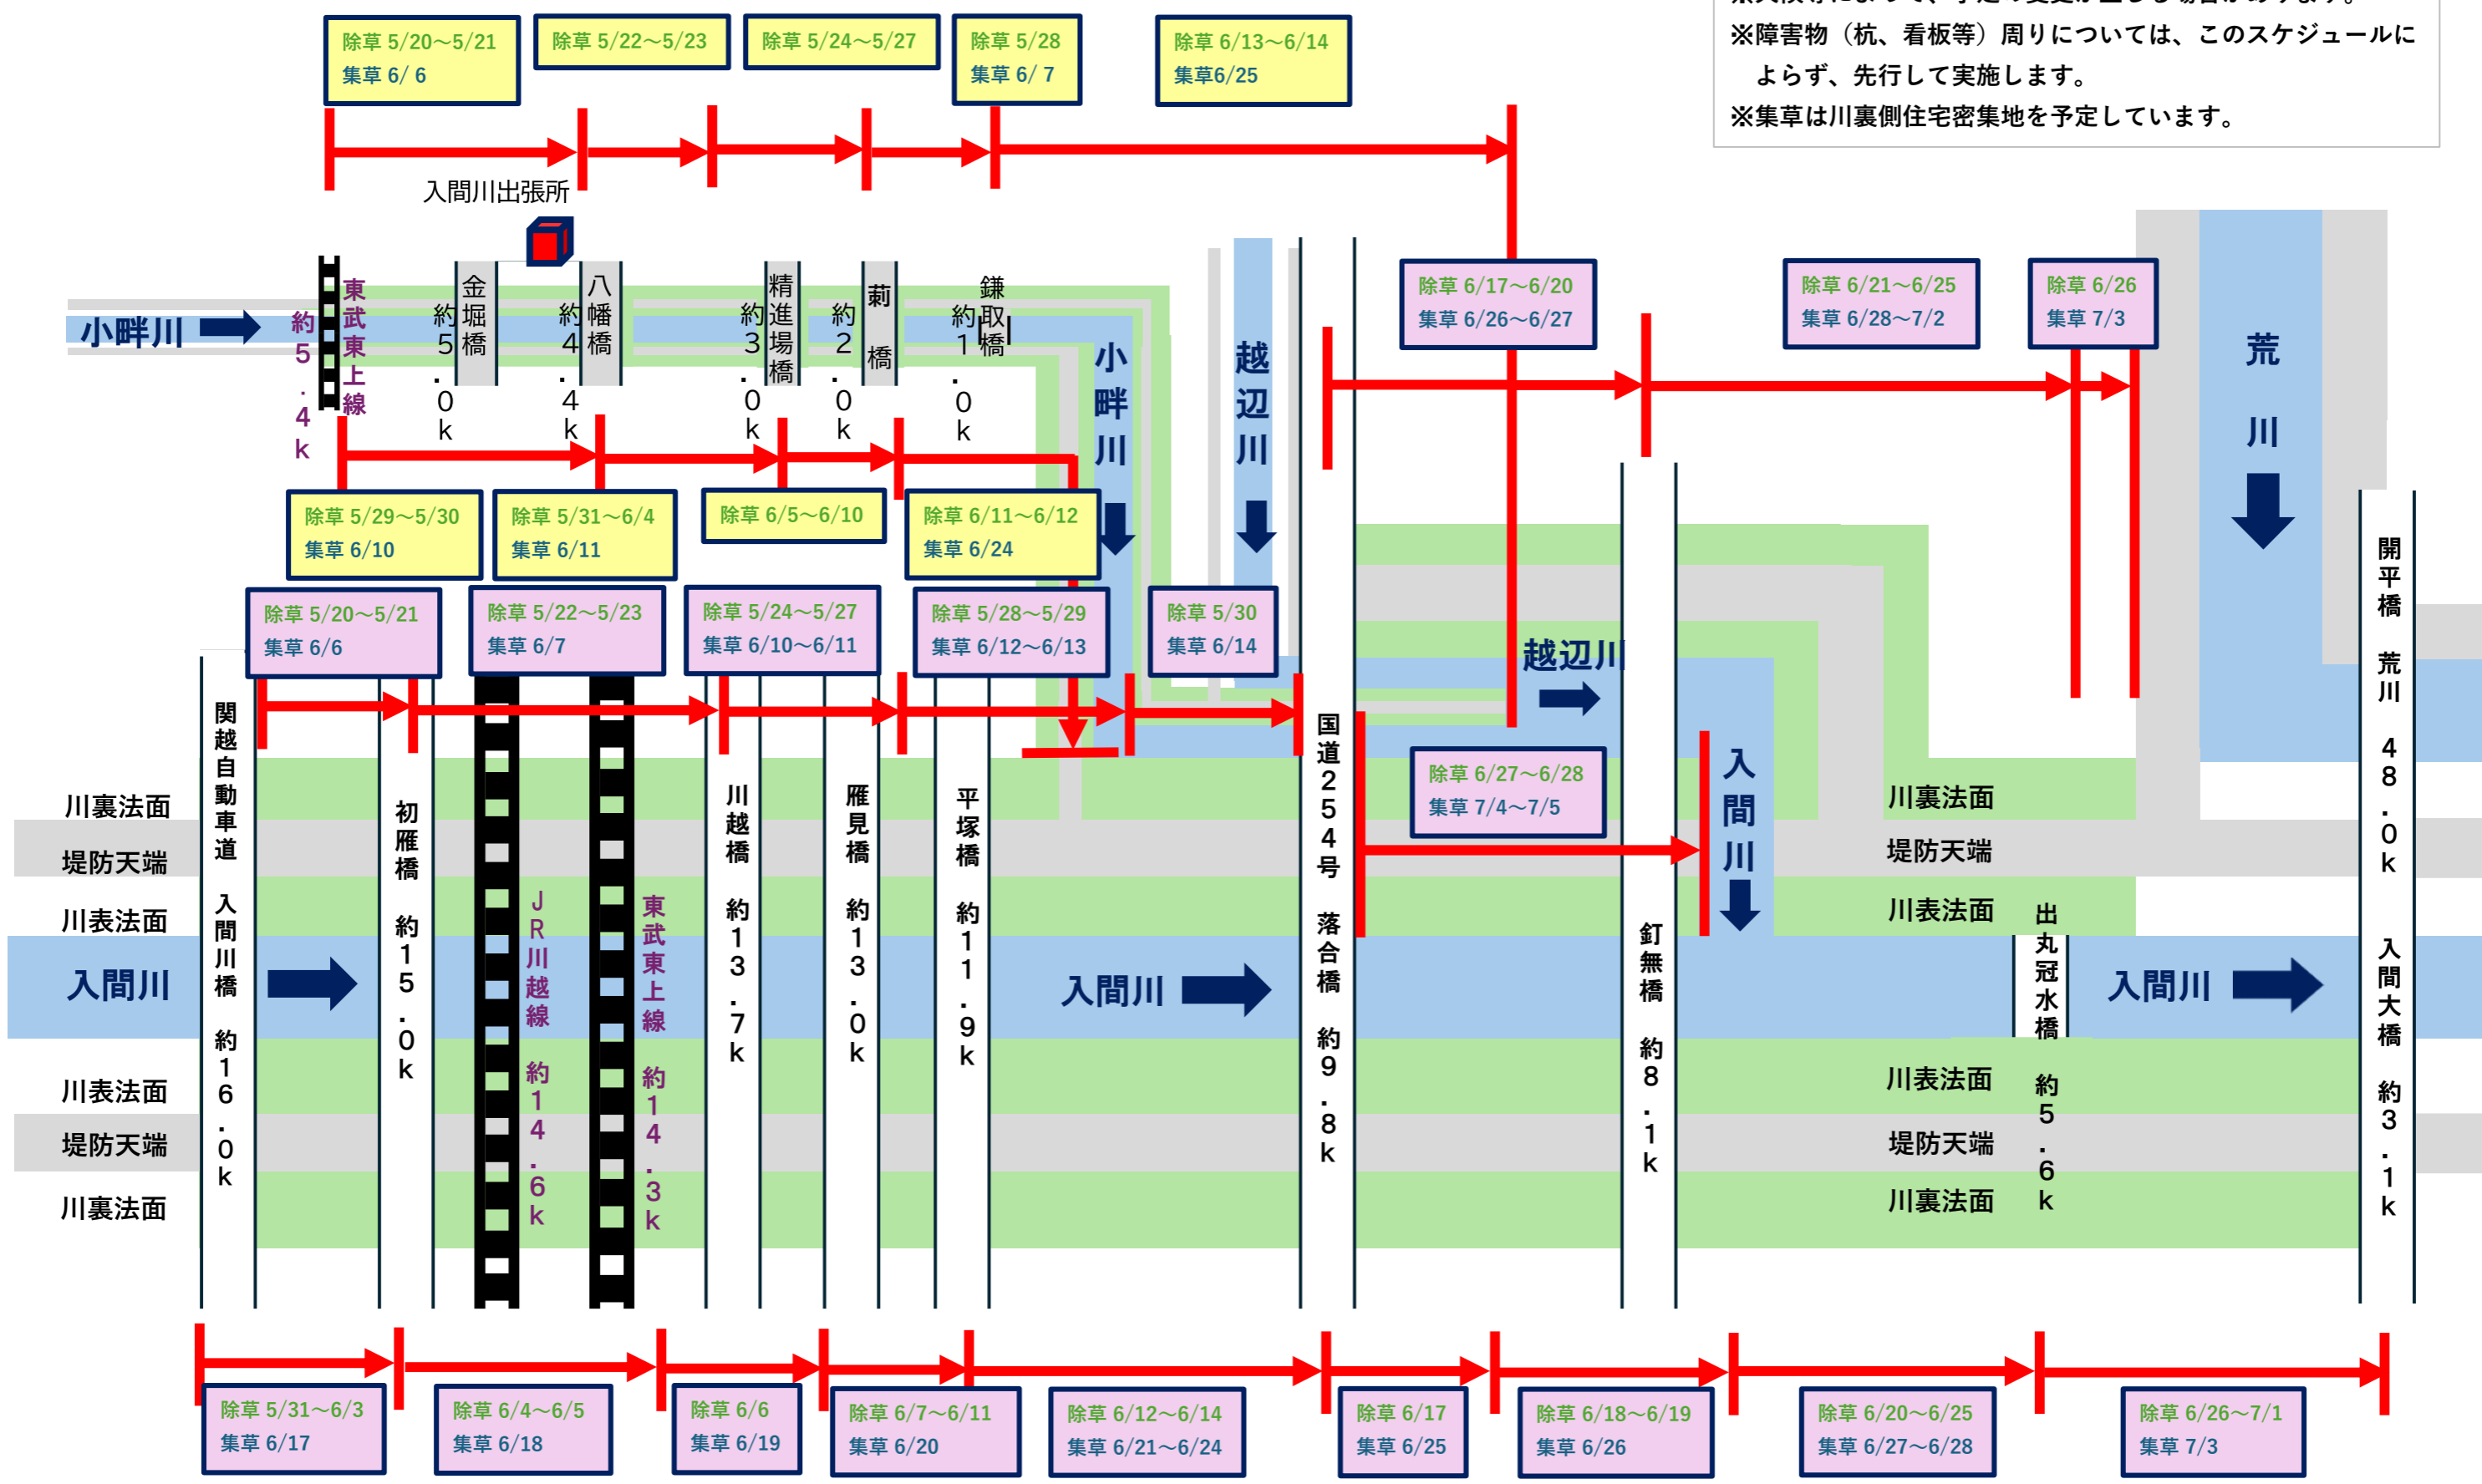 ※障害物（杭、看板等）周りについては、このスケジュールに
よらず、先行して実施します。
※集草は川裏側住宅密集地を予定しています。
除草 5/20～5/21
集草 6/ 6
除草 5/22～5/23
除草 5/24～5/27
除草 5/28
集草 6/ 7
除草 6/13～6/14
集草6/25
入間川出張所
小畔川
東武東上線
約5.4k
金堀橋
約5.0k
八幡橋
約4.4k
精進場橋
約3.0k
橋
約2.0k
鎌取橋
約1.0k
小畔川
越辺川
除草 6/17～6/20
集草 6/26～6/27
除草 6/21～6/25
集草 6/28～7/2
除草 6/26
集草 7/3
荒川
除草 5/29～5/30
集草 6/10
除草 5/31～6/4
集草 6/11
除草 6/5～6/10
除草 6/11～6/12
集草 6/24
除草 5/20～5/21
集草 6/6
除草 5/22～5/23
集草 6/7
除草 5/24～5/27
集草 6/10～6/11
除草 5/28～5/29
集草 6/12～6/13
除草 5/30
集草 6/14
越辺川
除草 6/27～6/28
集草 7/4～7/5
入間川
関越自動車道 入間川橋 約16.0k
初雁橋 約15.0k
JR川越線 約14.6k
東武東上線 約14.3k
川越橋 約13.7k
雁見橋 約13.0k
平塚橋 約11.9k
国道254号 落合橋 約9.8k
釘無橋 約8.1k
出丸冠水橋 約5.6k
開平橋 荒川 48.0k 入間大橋 約3.1k
川裏法面
堤防天端
川表法面
入間川
川表法面
堤防天端
川裏法面
入間川
川裏法面
堤防天端
川表法面
入間川
川表法面
堤防天端
川裏法面
除草 5/31～6/3
集草 6/17
除草 6/4～6/5
集草 6/18
除草 6/6
集草 6/19
除草 6/7～6/11
集草 6/20
除草 6/12～6/14
集草 6/21～6/24
除草 6/17
集草 6/25
除草 6/18～6/19
集草 6/26
除草 6/20～6/25
集草 6/27～6/28
除草 6/26～7/1
集草 7/3